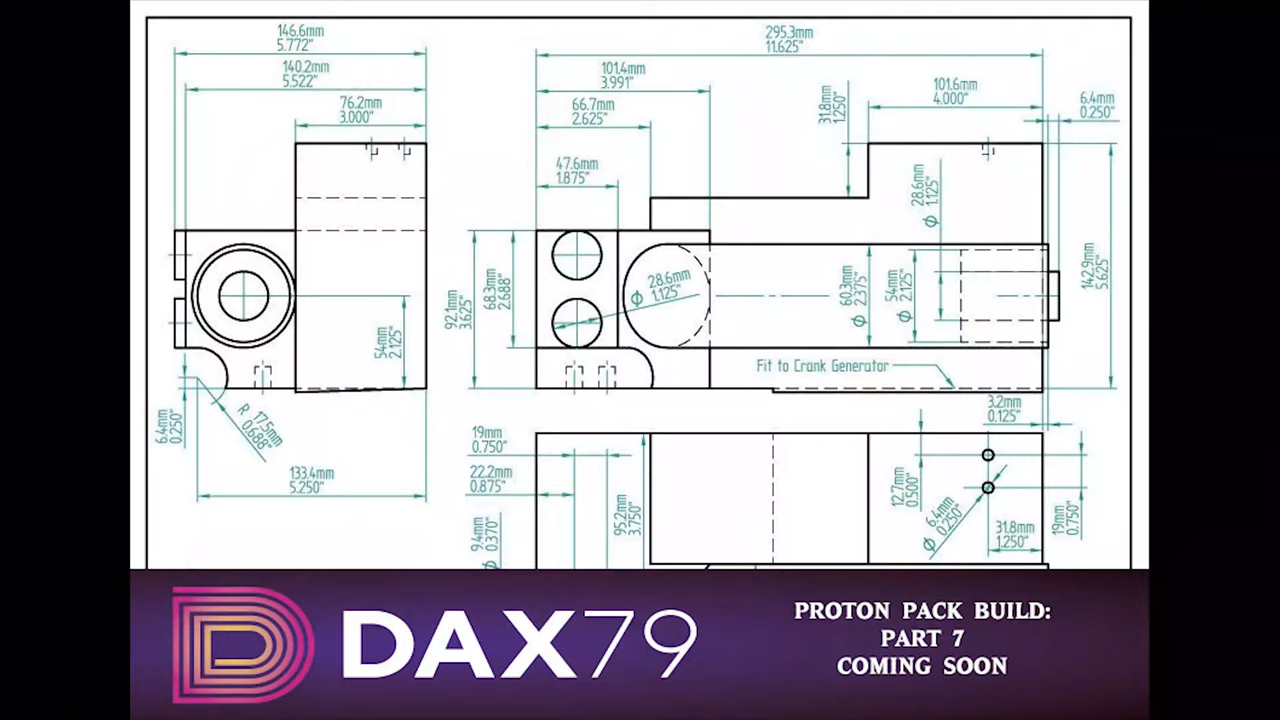 146.6mm
5.772"
140.2mm
5.522"
76.2mm
3.000"
295.3mm
11.625"
101.4mm
3.991"
66.7mm
2.625"
47.6mm
1.875"
31.8mm
1.250"
101.6mm
4.000"
6.4mm
0.250"
Φ 28.6mm
1.125"
142.9mm
5.625"
92.1mm
3.625"
68.3mm
2.688"
Φ 28.6mm
1.125"
Φ 60.3mm
2.375"
Φ 54mm
2.125"
54mm
2.125"
Fit to Crank Generator
6.4mm
0.250"
R 17.5mm
0.688"
133.4mm
5.250"
3.2mm
0.125"
19mm
0.750"
22.2mm
0.875"
Φ 9.4mm
0.370"
95.2mm
3.750"
12.7mm
0.500"
Φ 6.4mm
0.250"
31.8mm
1.250"
19mm
0.750"
DAX79
PROTON PACK BUILD:
PART 7
COMING SOON